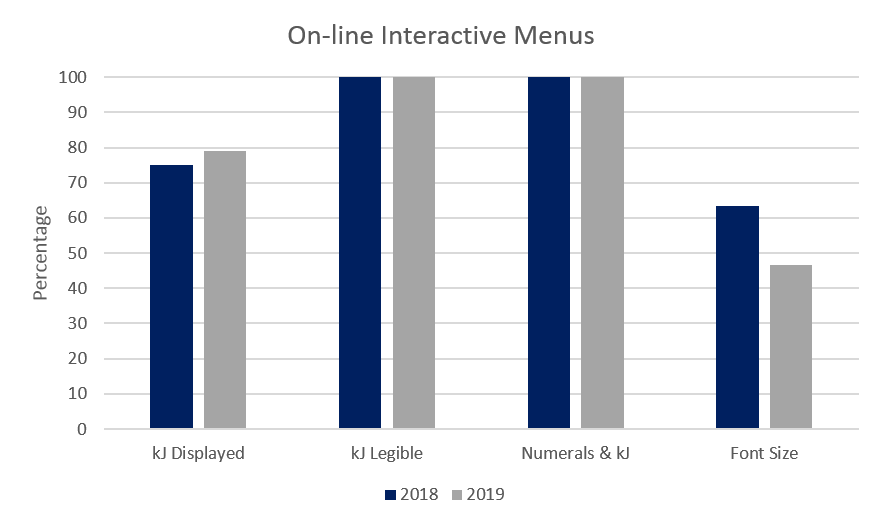 On-line Interactive Menus
Percentage
100
90
80
70
60
50
40
30
20
10
0
kJ Displayed
kJ Legible
Numerals & kJ
Font Size
2018
2019